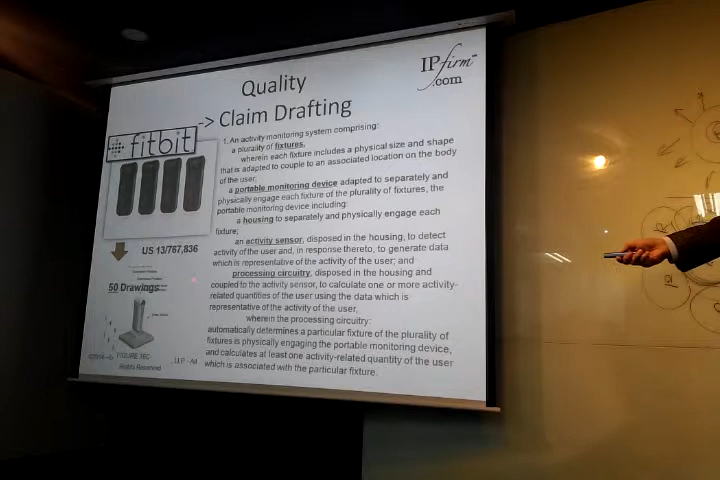 Quality
-> Claim Drafting
IPfirm
.com
fitbit
1. An activity monitoring system comprising:
a plurality of fixtures,
wherein each fixture includes a physical size and shape
that is adapted to couple to an associated location on the body
of the user;
a portable monitoring device adapted to separately and
physically engage each fixture of the plurality of fixtures, the
portable monitoring device including:
a housing to separately and physically engage each
fixture;
an activity sensor, disposed in the housing, to detect
activity of the user and, in response thereto, to generate data
which is representative of the activity of the user; and
processing circuitry, disposed in the housing and
coupled to the activity sensor, to calculate one or more activity-
related quantities of the user using the data which is
representative of the activity of the user,
wherein the processing circuitry:
automatically determines a particular fixture of the plurality of
fixtures is physically engaging the portable monitoring device,
and calculates at least one activity-related quantity of the user
which is associated with the particular fixture.
US 13/767,836
50 Drawings
FIGURE 16C
Rights Reserved